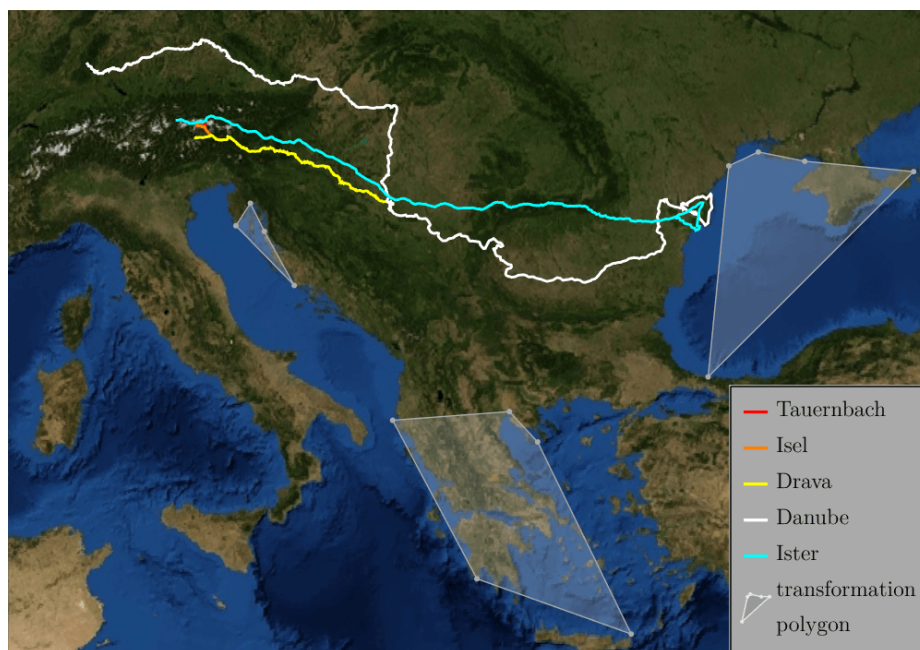 Tauernbach
Isel
Drava
Danube
Ister
transformation
polygon